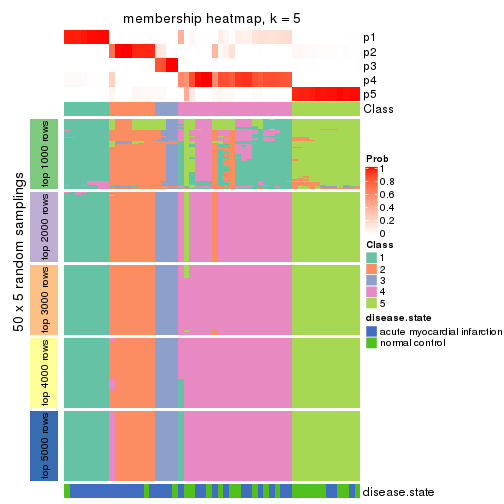 membership heatmap, k = 5
p1
p2
p3
p4
p5
Class
50 x 5 random samplings
top 1000 rows
top 2000 rows
top 3000 rows
top 4000 rows
top 5000 rows
disease.state
Prob
1
0.8
0.6
0.4
0.2
0
Class
1
2
3
4
5
disease.state
acute myocardial infarction
normal control